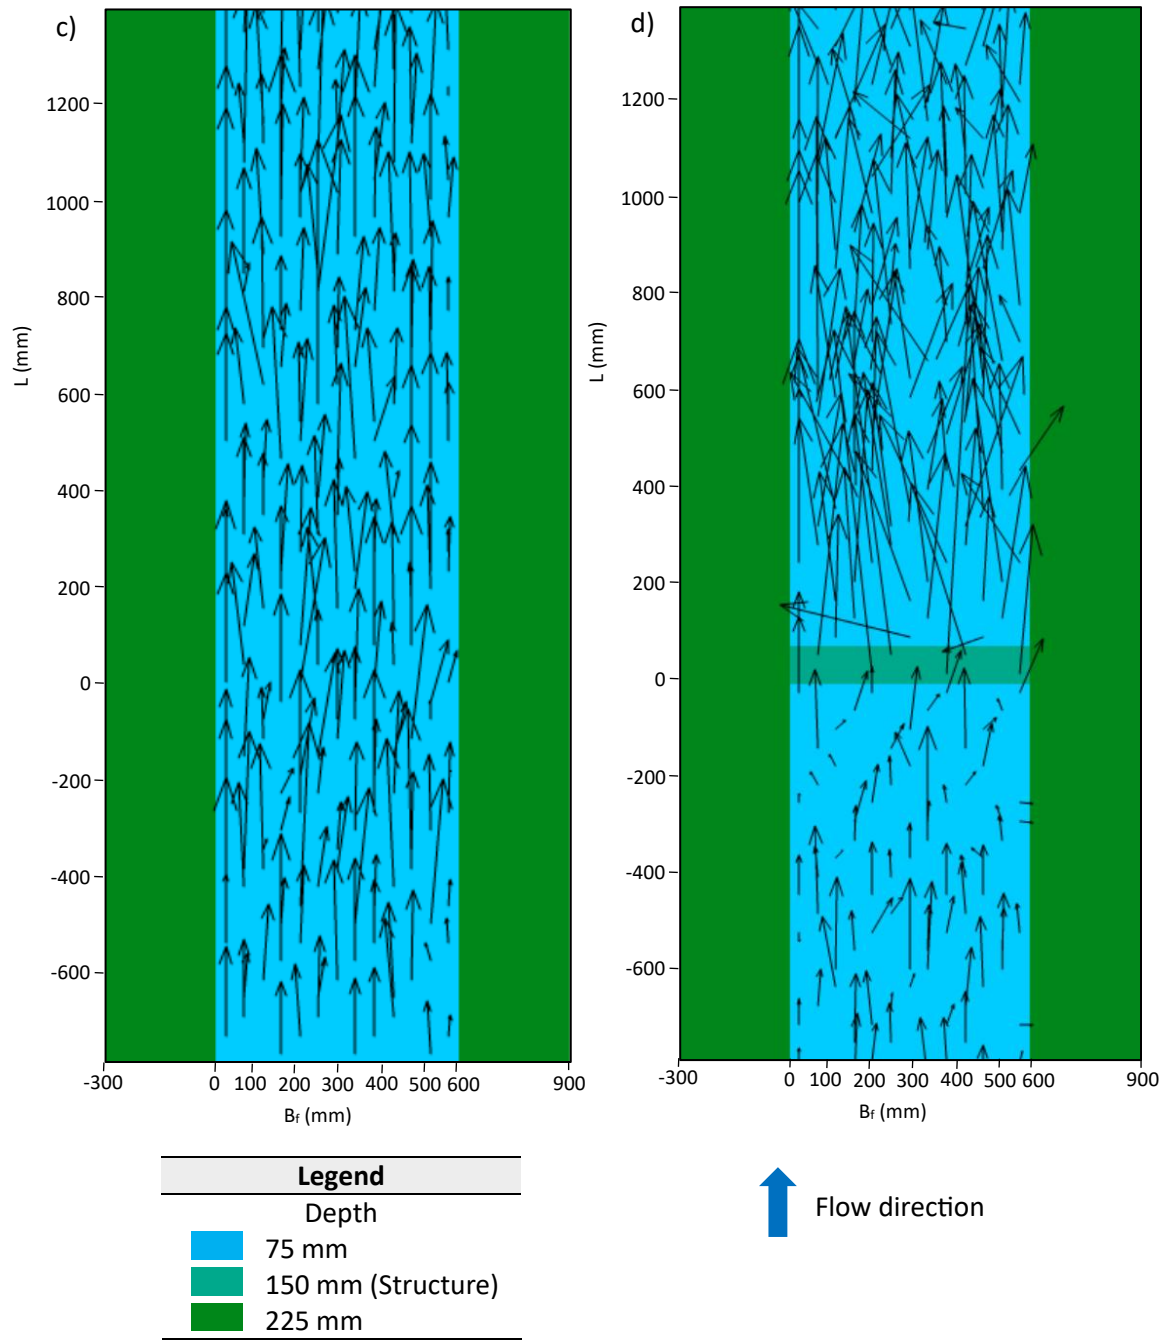 c)
1200
1000
800
600
400
200
0
-200
-400
-600
L (mm)
-300 0 100 200 300 400 500 600 900
Bf (mm)
d)
1200
1000
800
600
400
200
0
-200
-400
-600
L (mm)
-300 0 100 200 300 400 500 600 900
Bf (mm)
Legend
Depth
75 mm
150 mm (Structure)
225 mm
Flow direction